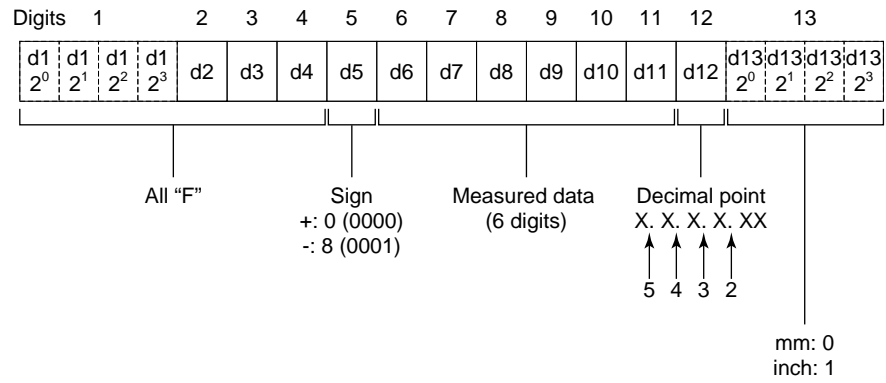 Digits 1 2 3 4 5 6 7 8 9 10 11 12 13
d1 d1 d1 d1 d2 d3 d4 d5 d6 d7 d8 d9 d10 d11 d12 d13 d13 d13 d13
2⁰ 2¹ 2² 2³ 2⁰ 2¹ 2² 2³
All “F” Sign Measured data Decimal point
+: 0 (0000) (6 digits) X. X. X. X. XX
-: 8 (0001)
5 4 3 2
mm: 0
inch: 1